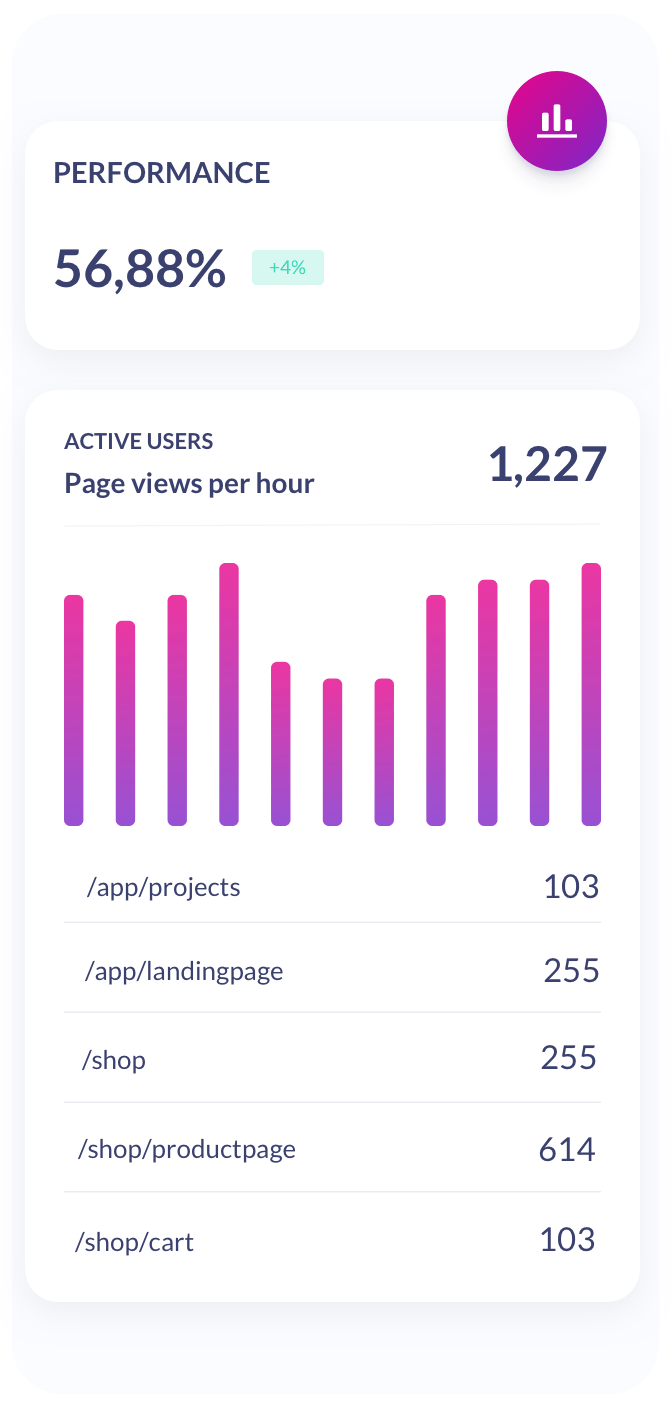 PERFORMANCE
56,88% +4%
ACTIVE USERS
Page views per hour
1,227
/app/projects 103
/app/landingpage 255
/shop 255
/shop/productpage 614
/shop/cart 103